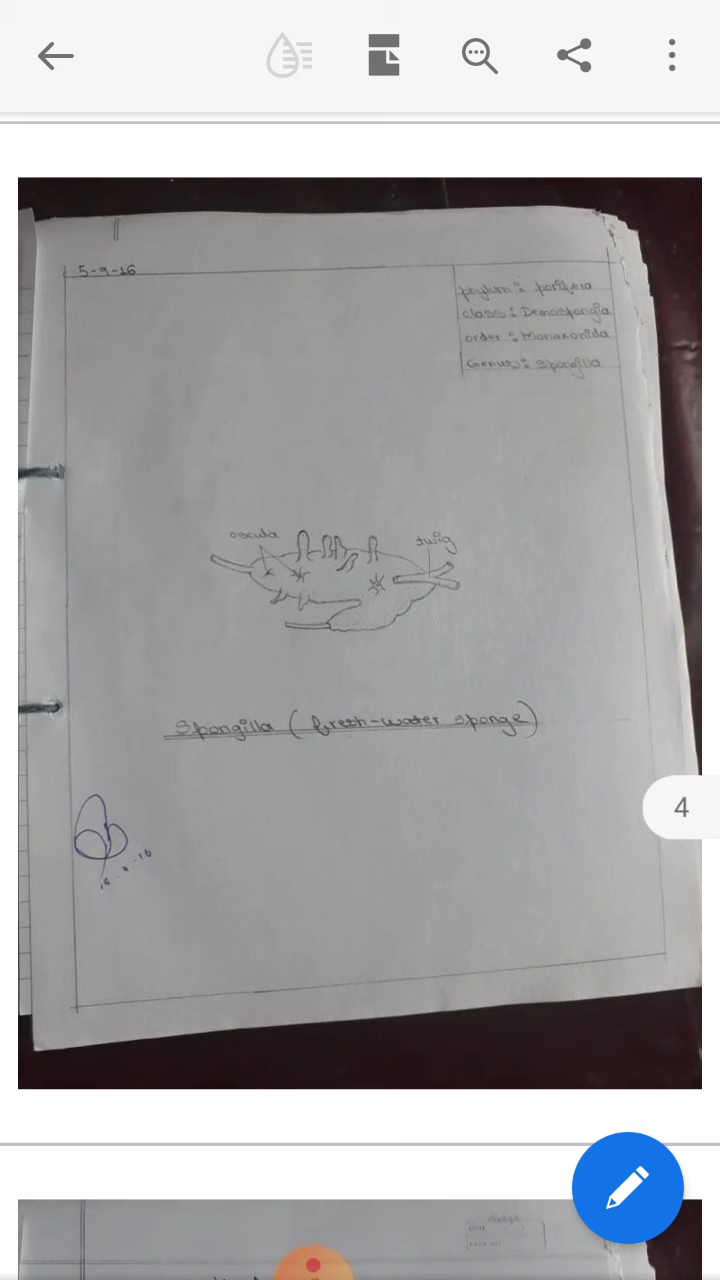 5-9-16
phylum: porifera
class: Demospongia
order: Monaxonida
Genus: Spongilla
oscula
twig
Spongilla (fresh-water sponge)
4